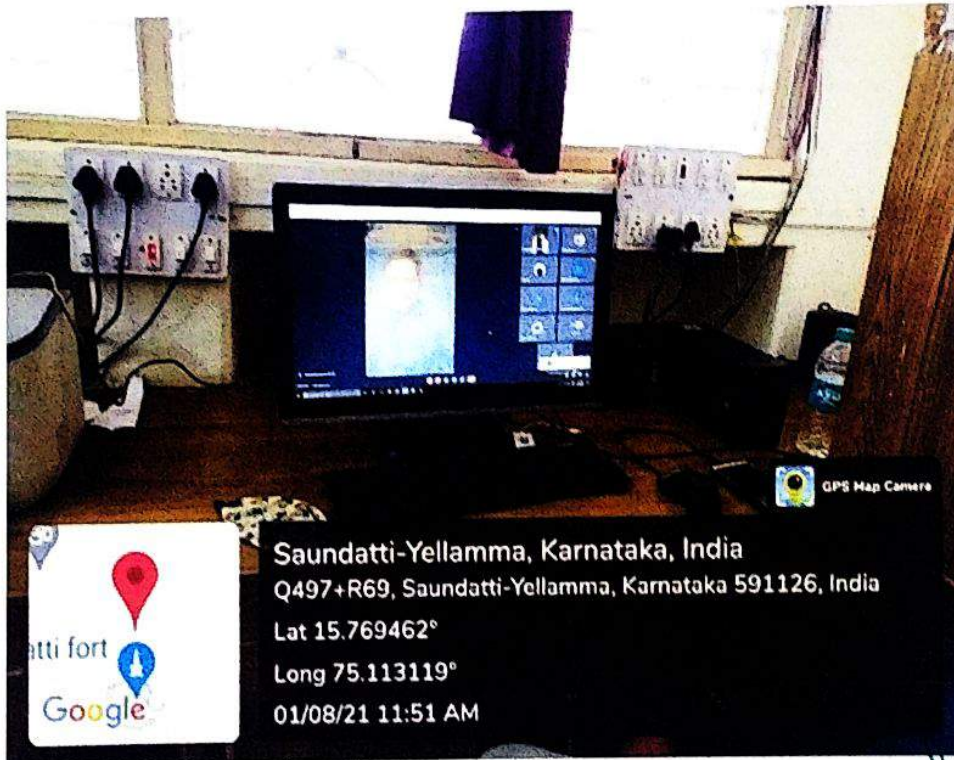 GPS Map Camera
Saundatti-Yellamma, Karnataka, India
Q497+R69, Saundatti-Yellamma, Karnataka 591126, India
Lat 15.769462°
Long 75.113119°
01/08/21 11:51 AM
atti fort
Google